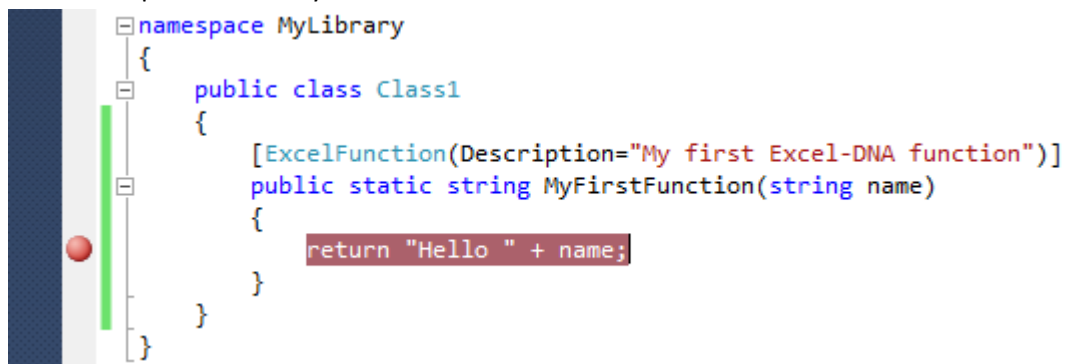 namespace MyLibrary
{
public class Class1
{
[ExcelFunction(Description="My first Excel-DNA function")]
public static string MyFirstFunction(string name)
{
return "Hello " + name;
}
}
}